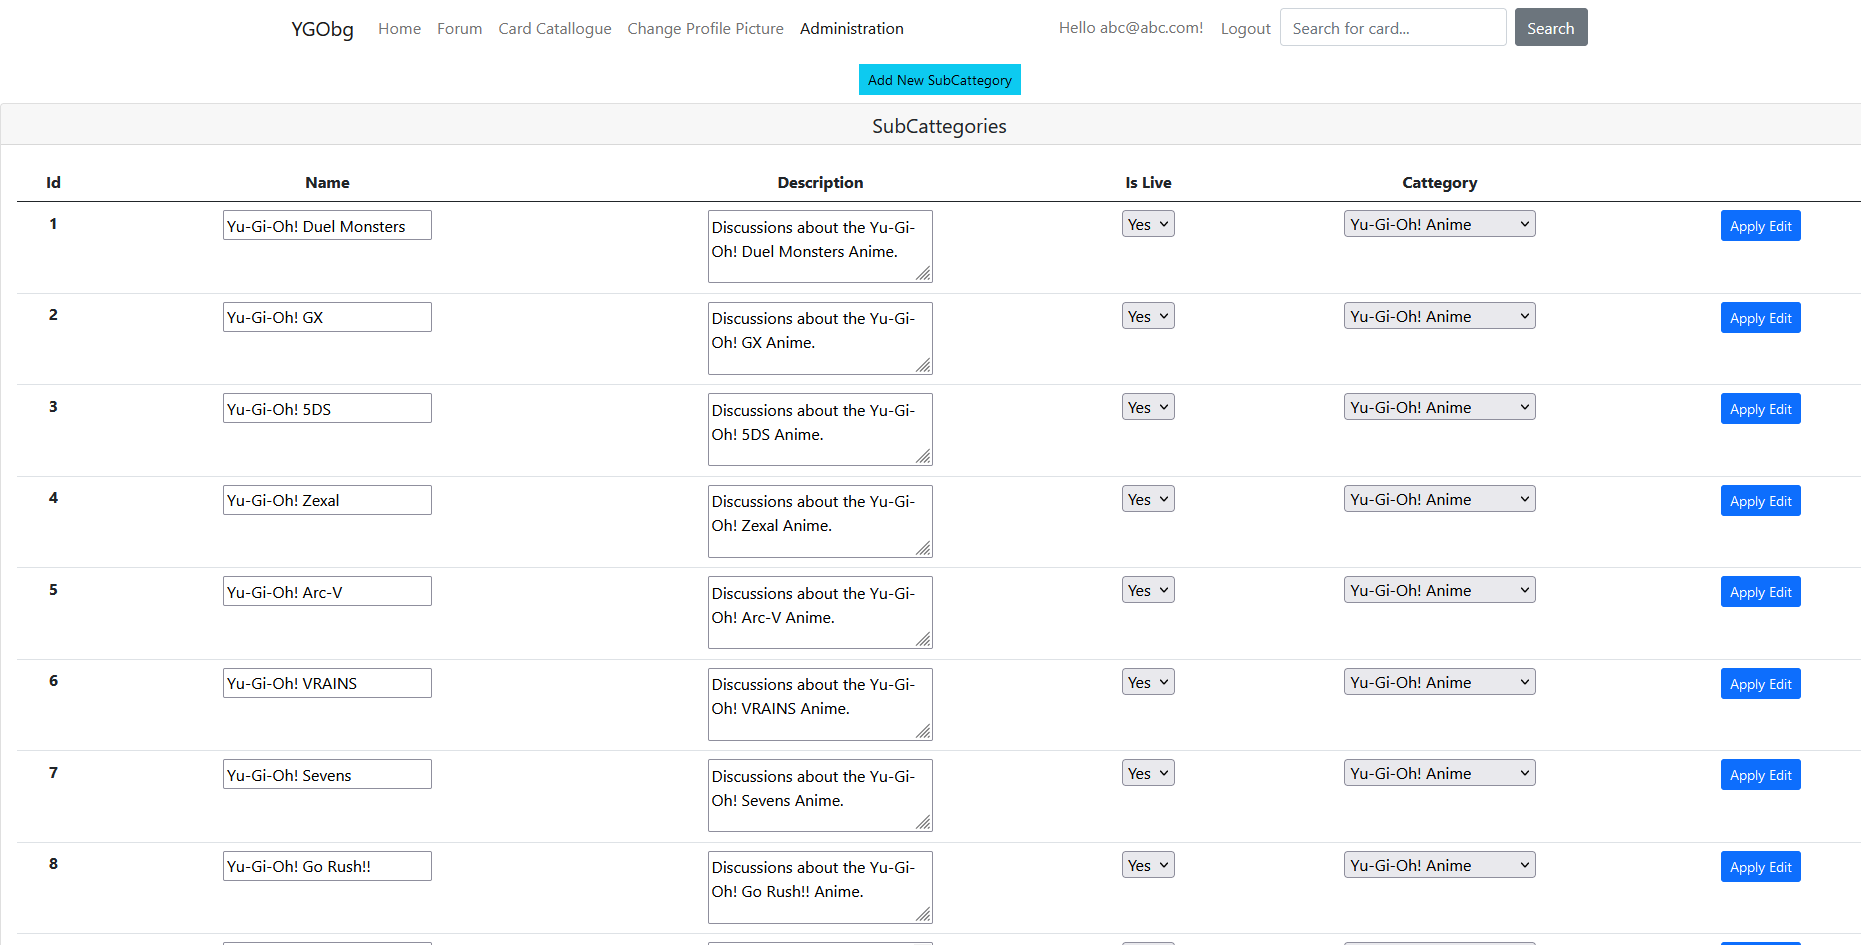 YGObg Home Forum Card Catallogue Change Profile Picture Administration Hello abc@abc.com! Logout Search for card... Search
Add New SubCattegory
SubCattegories
Id Name Description Is Live Cattegory
1 Yu-Gi-Oh! Duel Monsters Discussions about the Yu-Gi- Yes Yu-Gi-Oh! Anime Apply Edit
Oh! Duel Monsters Anime.
2 Yu-Gi-Oh! GX Discussions about the Yu-Gi- Yes Yu-Gi-Oh! Anime Apply Edit
Oh! GX Anime.
3 Yu-Gi-Oh! 5DS Discussions about the Yu-Gi- Yes Yu-Gi-Oh! Anime Apply Edit
Oh! 5DS Anime.
4 Yu-Gi-Oh! Zexal Discussions about the Yu-Gi- Yes Yu-Gi-Oh! Anime Apply Edit
Oh! Zexal Anime.
5 Yu-Gi-Oh! Arc-V Discussions about the Yu-Gi- Yes Yu-Gi-Oh! Anime Apply Edit
Oh! Arc-V Anime.
6 Yu-Gi-Oh! VRAINS Discussions about the Yu-Gi- Yes Yu-Gi-Oh! Anime Apply Edit
Oh! VRAINS Anime.
7 Yu-Gi-Oh! Sevens Discussions about the Yu-Gi- Yes Yu-Gi-Oh! Anime Apply Edit
Oh! Sevens Anime.
8 Yu-Gi-Oh! Go Rush!! Discussions about the Yu-Gi- Yes Yu-Gi-Oh! Anime Apply Edit
Oh! Go Rush!! Anime.